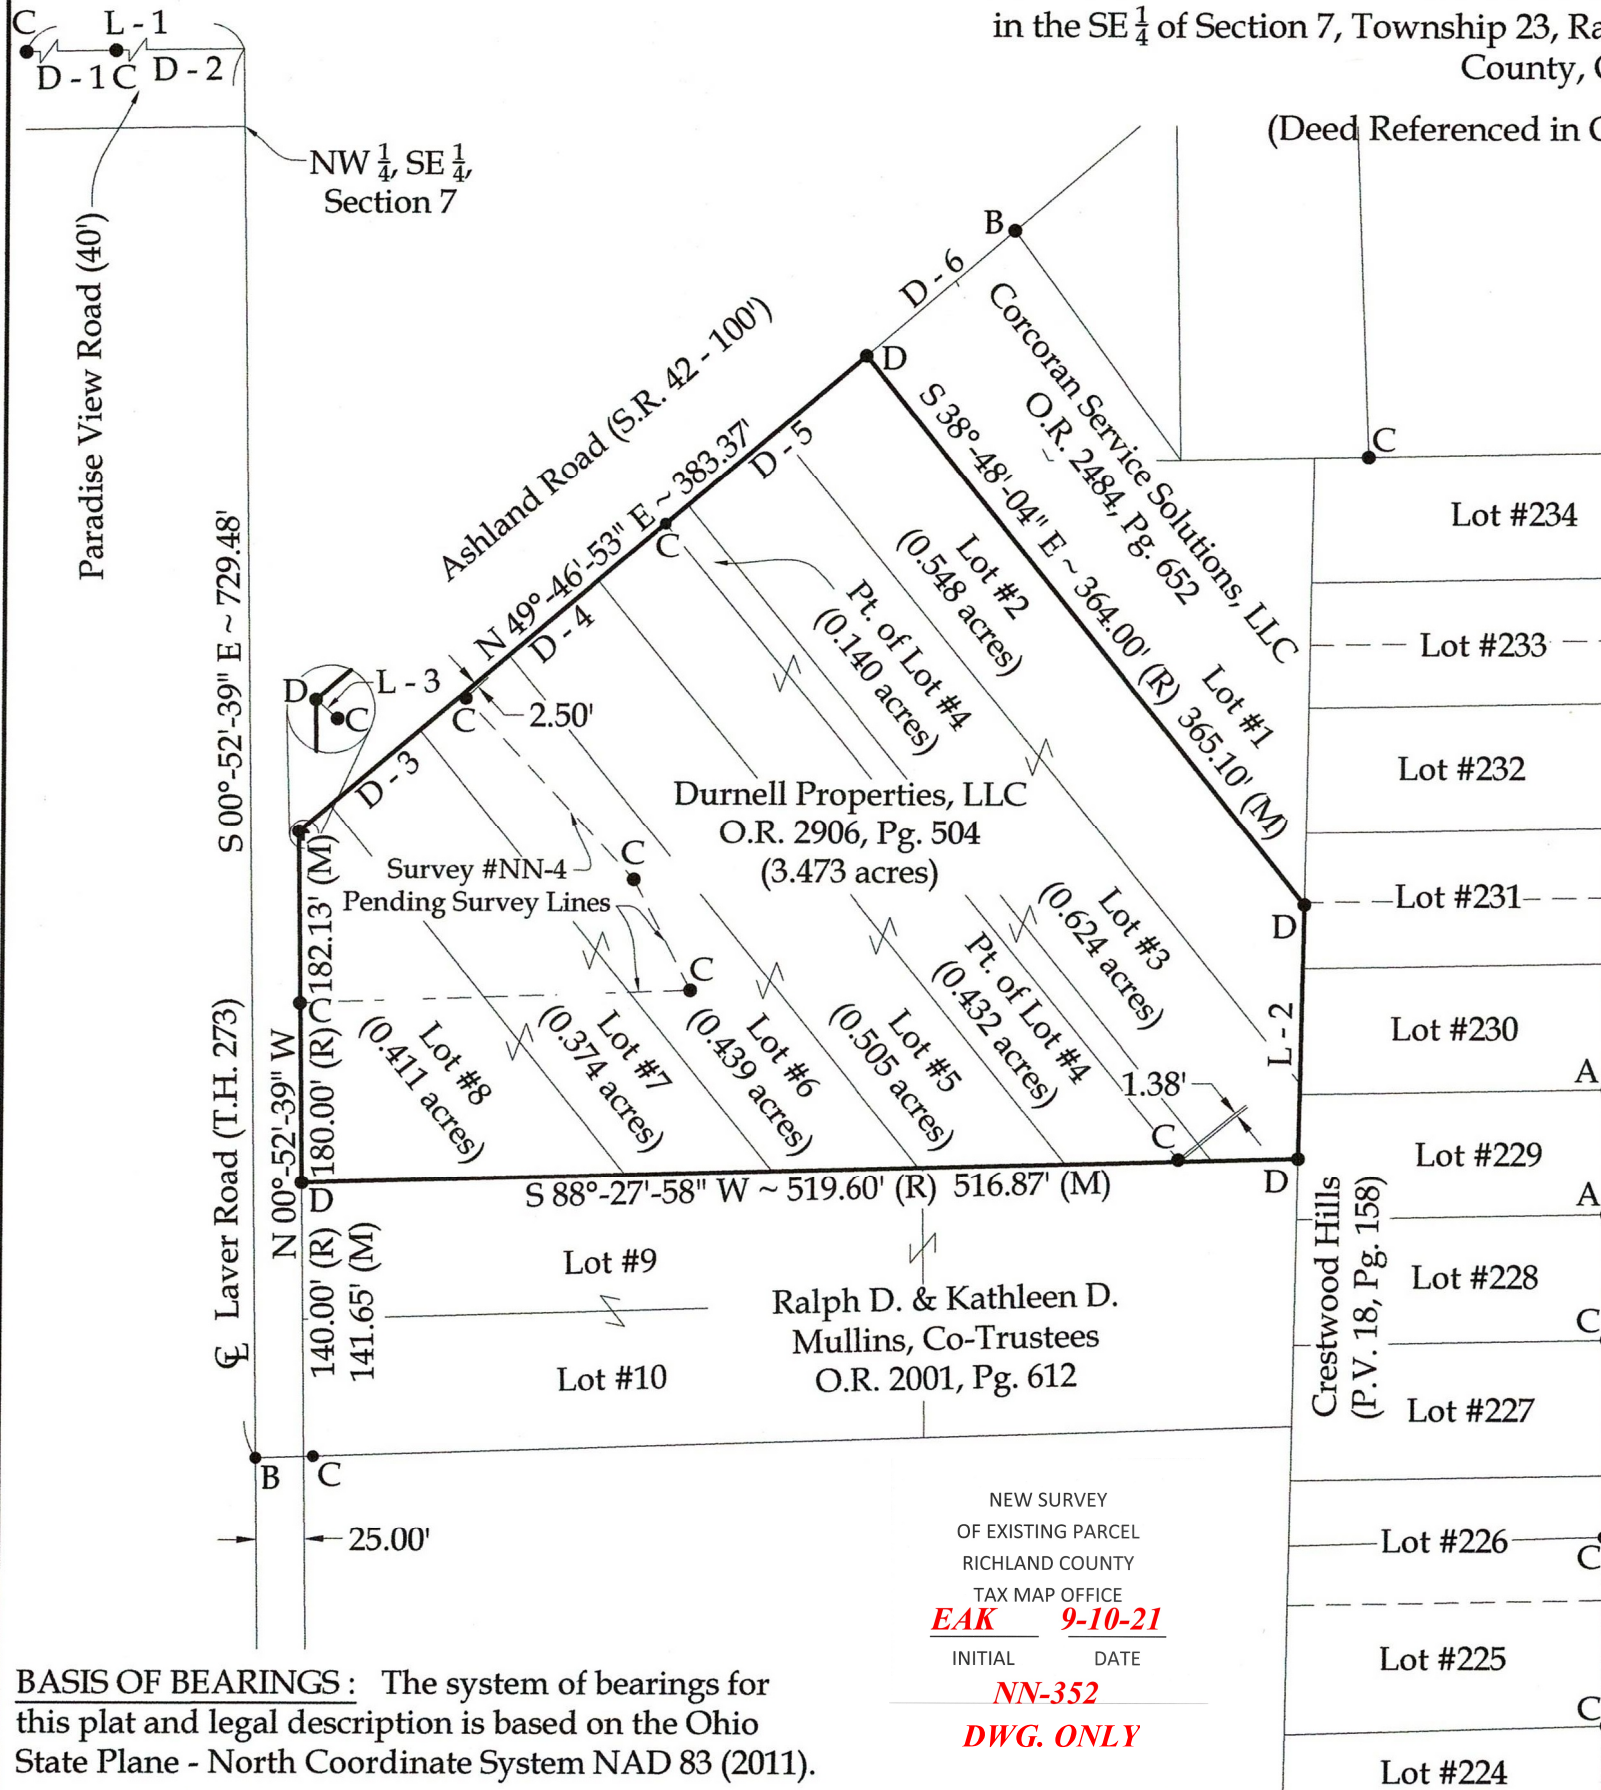 in the SE 1/4 of Section 7, Township 23, Ra
County,
(Deed Referenced in
C
L - 1
D - 1
C
D - 2
NW 1/4, SE 1/4,
Section 7
Paradise View Road (40')
S 00°-52'-39" E ~ 729.48'
Ashland Road (S.R. 42 - 100')
N 49°-46'-53" E ~ 383.37'
B
D - 6
D
D - 5
C
D - 4
C
2.50'
D - 3
D
L - 3
C
Corcoran Service Solutions, LLC
O.R. 2484, Pg. 652
S 38°-48'-04" E ~ 364.00' (R) 365.10' (M)
Lot #1
Lot #2
(0.548 acres)
Pt. of Lot #4
(0.140 acres)
C
Lot #234
Lot #233
Lot #232
Lot #231
Lot #230
A
Lot #229
A
Lot #228
C
Lot #227
Lot #226
C
Lot #225
C
Lot #224
Durnell Properties, LLC
O.R. 2906, Pg. 504
(3.473 acres)
Survey #NN-4
Pending Survey Lines
C
C
Lot #3
(0.624 acres)
Pt. of Lot #4
(0.432 acres)
Lot #5
(0.505 acres)
Lot #6
(0.439 acres)
Lot #7
(0.374 acres)
Lot #8
(0.411 acres)
D
L - 2
1.38'
C
D
182.13' (M)
C
180.00' (R)
N 00°-52'-39" W
D
140.00' (R)
141.65' (M)
S 88°-27'-58" W ~ 519.60' (R) 516.87' (M)
℄ Laver Road (T.H. 273)
Lot #9
Lot #10
Ralph D. & Kathleen D.
Mullins, Co-Trustees
O.R. 2001, Pg. 612
Crestwood Hills
(P.V. 18, Pg. 158)
B
C
25.00'
NEW SURVEY
OF EXISTING PARCEL
RICHLAND COUNTY
TAX MAP OFFICE
EAK 9-10-21
INITIAL DATE
NN-352
DWG. ONLY
BASIS OF BEARINGS : The system of bearings for
this plat and legal description is based on the Ohio
State Plane - North Coordinate System NAD 83 (2011).